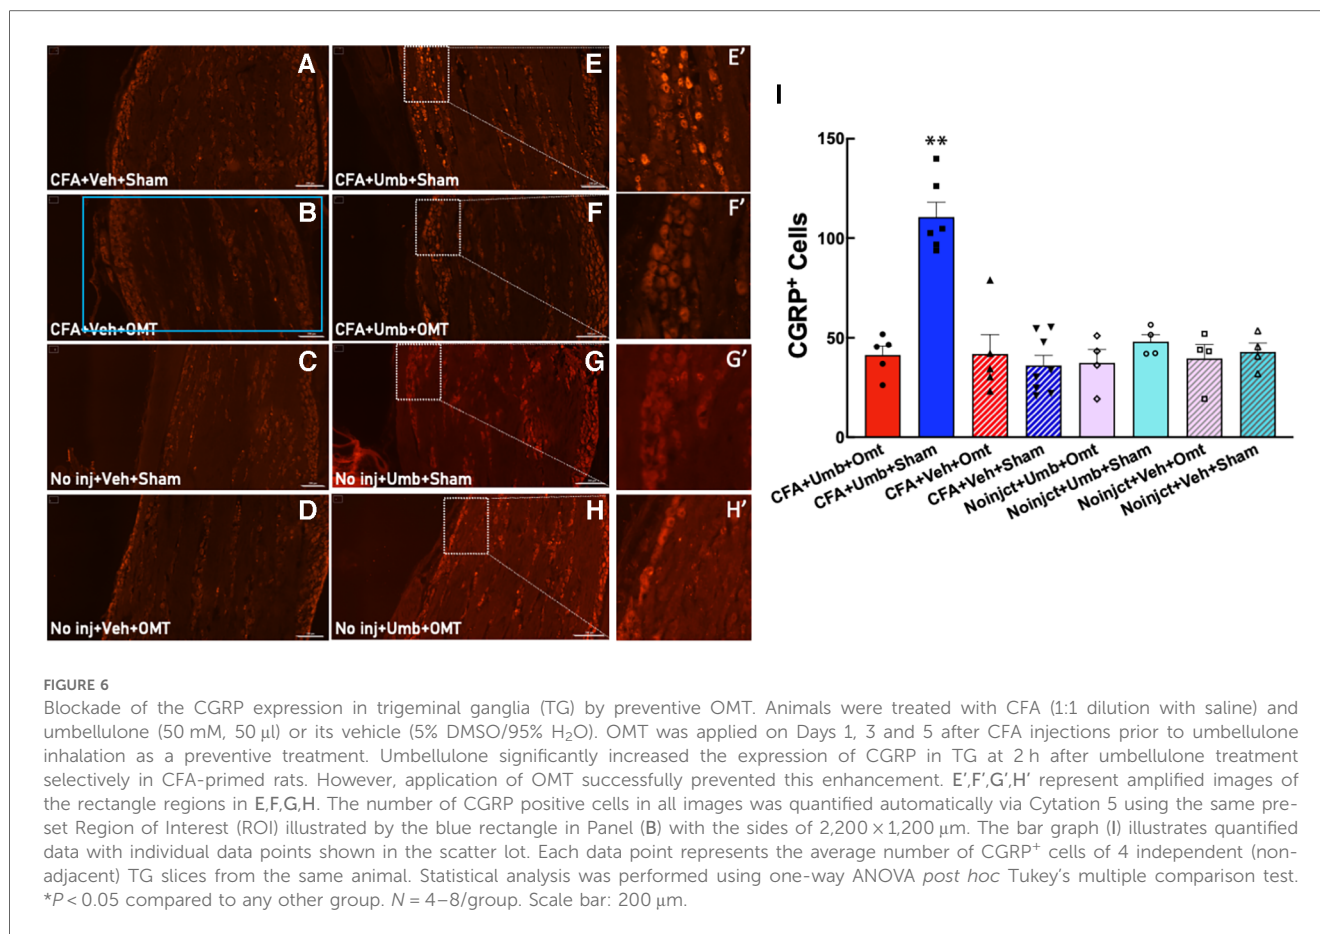 A
CFA+Veh+Sham
E
CFA+Umb+Sham
E'
B
CFA+Veh+OMT
F
CFA+Umb+OMT
F'
C
No inj+Veh+Sham
G
No inj+Umb+Sham
G'
D
No inj+Veh+OMT
H
No inj+Umb+OMT
H'
I
CGRP+ Cells
150
100
50
0
**
CFA+Umb+Omt
CFA+Umb+Sham
CFA+Veh+Omt
CFA+Veh+Sham
Noinjct+Umb+Omt
Noinjct+Umb+Sham
Noinjct+Veh+Omt
Noinjct+Veh+Sham
FIGURE 6
Blockade of the CGRP expression in trigeminal ganglia (TG) by preventive OMT. Animals were treated with CFA (1:1 dilution with saline) and
umbellulone (50 mM, 50 µl) or its vehicle (5% DMSO/95% H₂O). OMT was applied on Days 1, 3 and 5 after CFA injections prior to umbellulone
inhalation as a preventive treatment. Umbellulone significantly increased the expression of CGRP in TG at 2 h after umbellulone treatment
selectively in CFA-primed rats. However, application of OMT successfully prevented this enhancement. E′,F′,G′,H′ represent amplified images of
the rectangle regions in E,F,G,H. The number of CGRP positive cells in all images was quantified automatically via Cytation 5 using the same pre-
set Region of Interest (ROI) illustrated by the blue rectangle in Panel (B) with the sides of 2,200 × 1,200 µm. The bar graph (I) illustrates quantified
data with individual data points shown in the scatter lot. Each data point represents the average number of CGRP⁺ cells of 4 independent (non-
adjacent) TG slices from the same animal. Statistical analysis was performed using one-way ANOVA post hoc Tukey's multiple comparison test.
*P < 0.05 compared to any other group. N = 4–8/group. Scale bar: 200 µm.